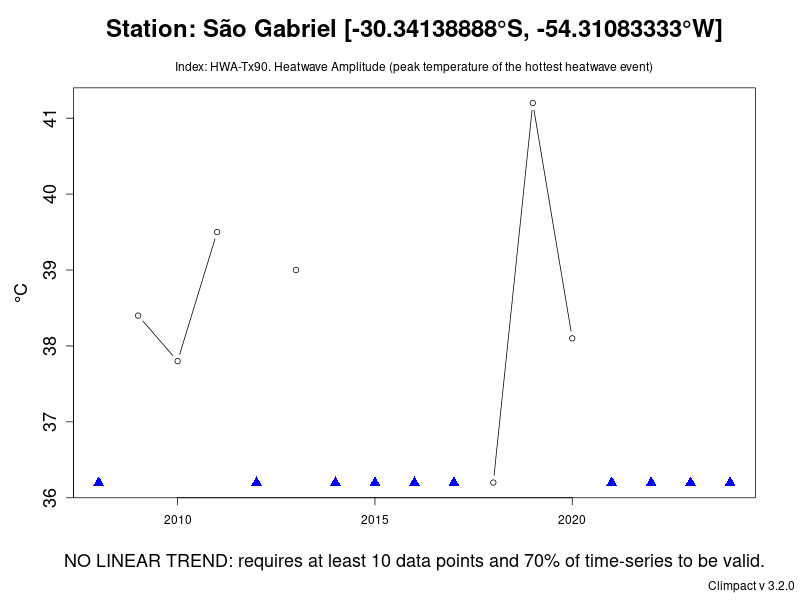 Station: São Gabriel [-30.34138888°S, -54.31083333°W]
Index: HWA-Tx90. Heatwave Amplitude (peak temperature of the hottest heatwave event)
41
40
39
38
37
36
°C
2010 2015 2020
NO LINEAR TREND: requires at least 10 data points and 70% of time-series to be valid.
Climpact v 3.2.0